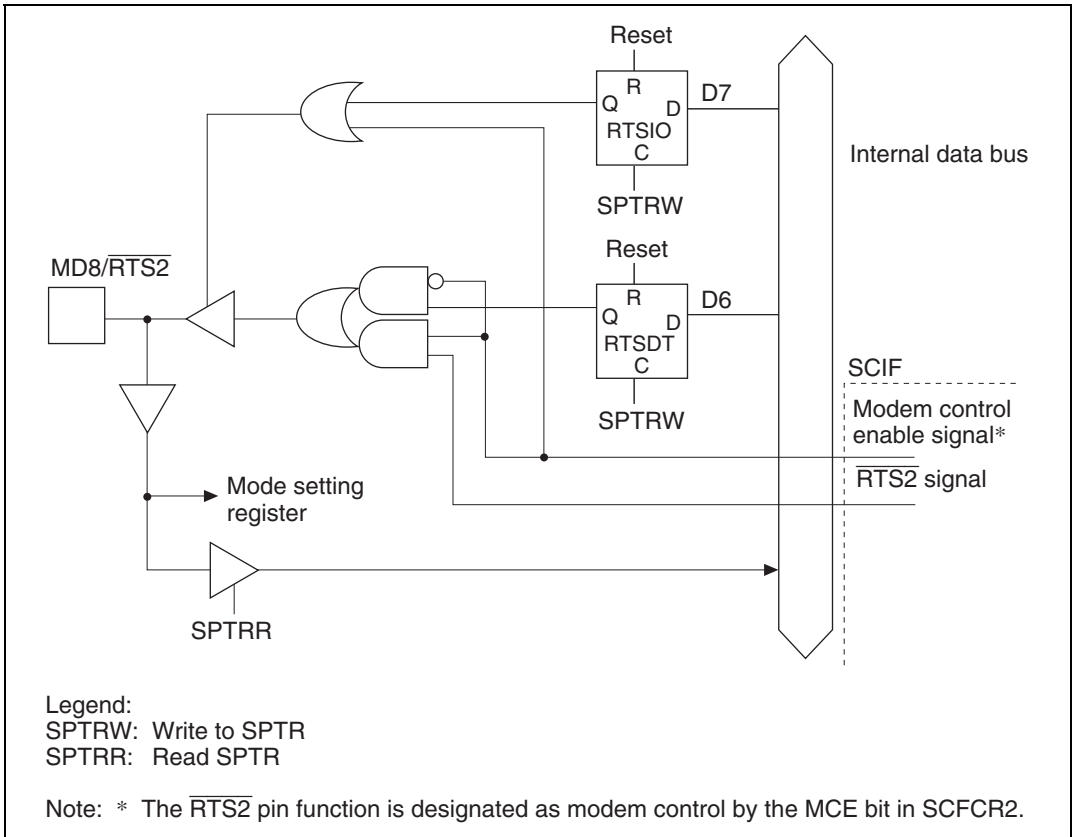 Reset
R
Q
D
D7
RTSIO
C
Internal data bus
SPTRW
Reset
MD8/RTS2
R
Q
D
D6
RTSDT
C
SCIF
SPTRW
Modem control
enable signal*
RTS2 signal
Mode setting
register
SPTRR
Legend:
SPTRW: Write to SPTR
SPTRR: Read SPTR
Note: * The RTS2 pin function is designated as modem control by the MCE bit in SCFCR2.